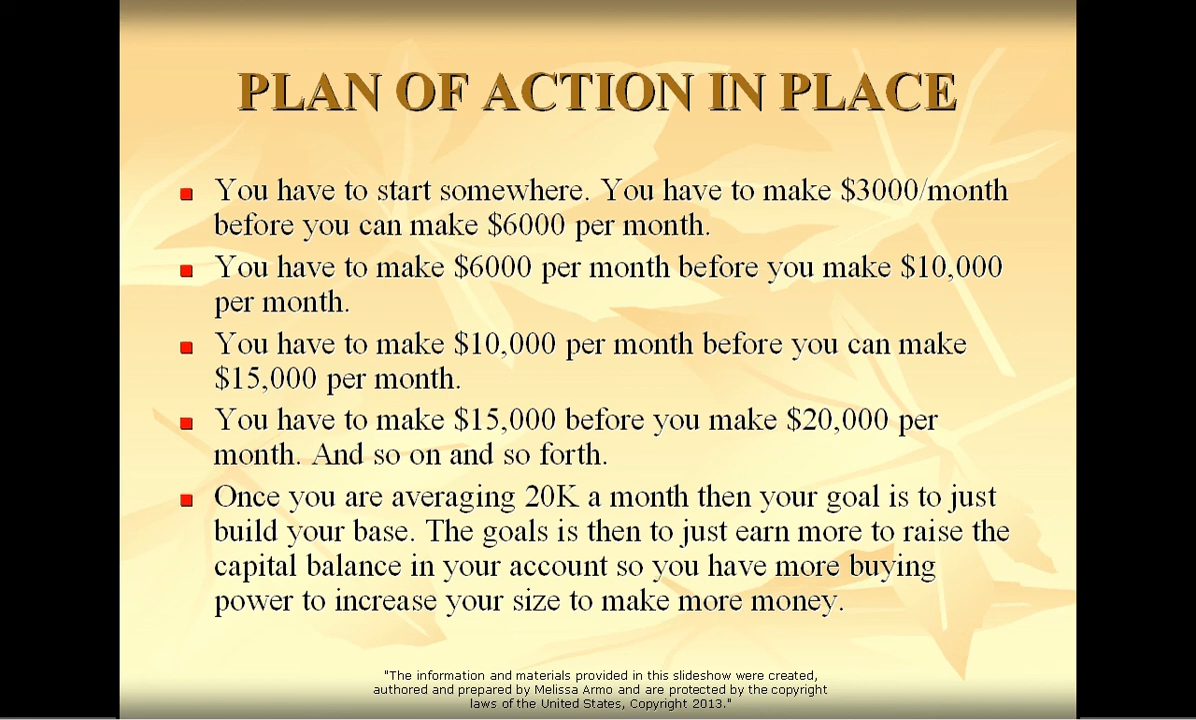 PLAN OF ACTION IN PLACE
You have to start somewhere. You have to make $3000/month
before you can make $6000 per month.
You have to make $6000 per month before you make $10,000
per month.
You have to make $10,000 per month before you can make
$15,000 per month.
You have to make $15,000 before you make $20,000 per
month. And so on and so forth.
Once you are averaging 20K a month then your goal is to just
build your base. The goals is then to just earn more to raise the
capital balance in your account so you have more buying
power to increase your size to make more money.
"The information and materials provided in this slideshow were created,
authored and prepared by Melissa Armo and are protected by the copyright
laws of the United States, Copyright 2013."